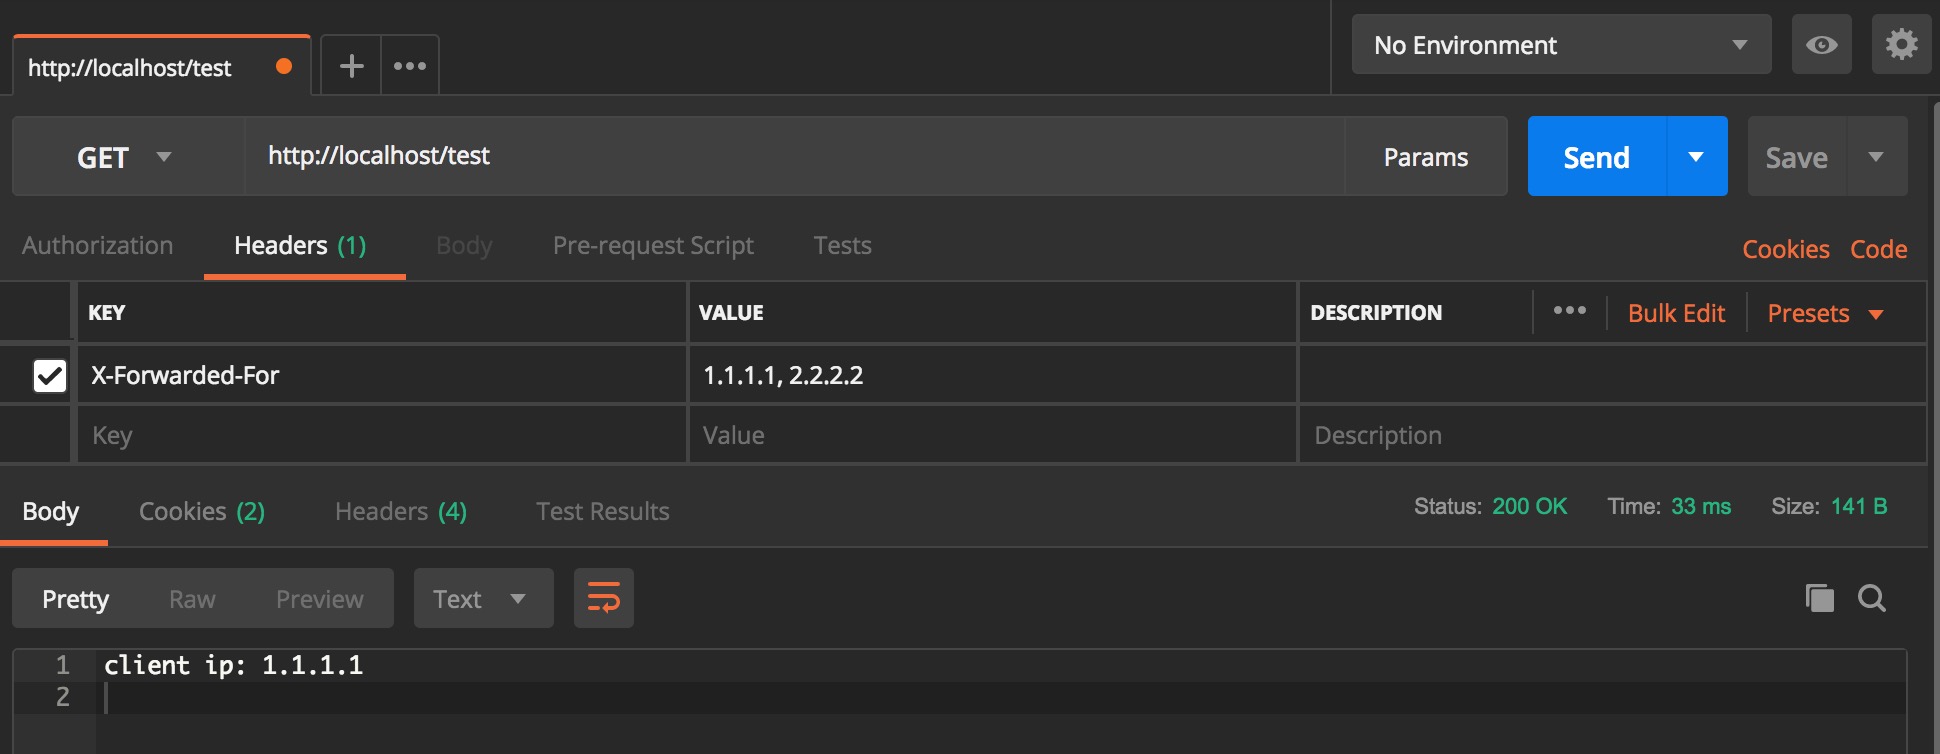 http://localhost/test
No Environment
GET http://localhost/test Params Send Save
Authorization Headers (1) Body Pre-request Script Tests Cookies Code
KEY VALUE DESCRIPTION Bulk Edit Presets
X-Forwarded-For 1.1.1.1, 2.2.2.2
Key Value Description
Body Cookies (2) Headers (4) Test Results Status: 200 OK Time: 33 ms Size: 141 B
Pretty Raw Preview Text
1 client ip: 1.1.1.1
2